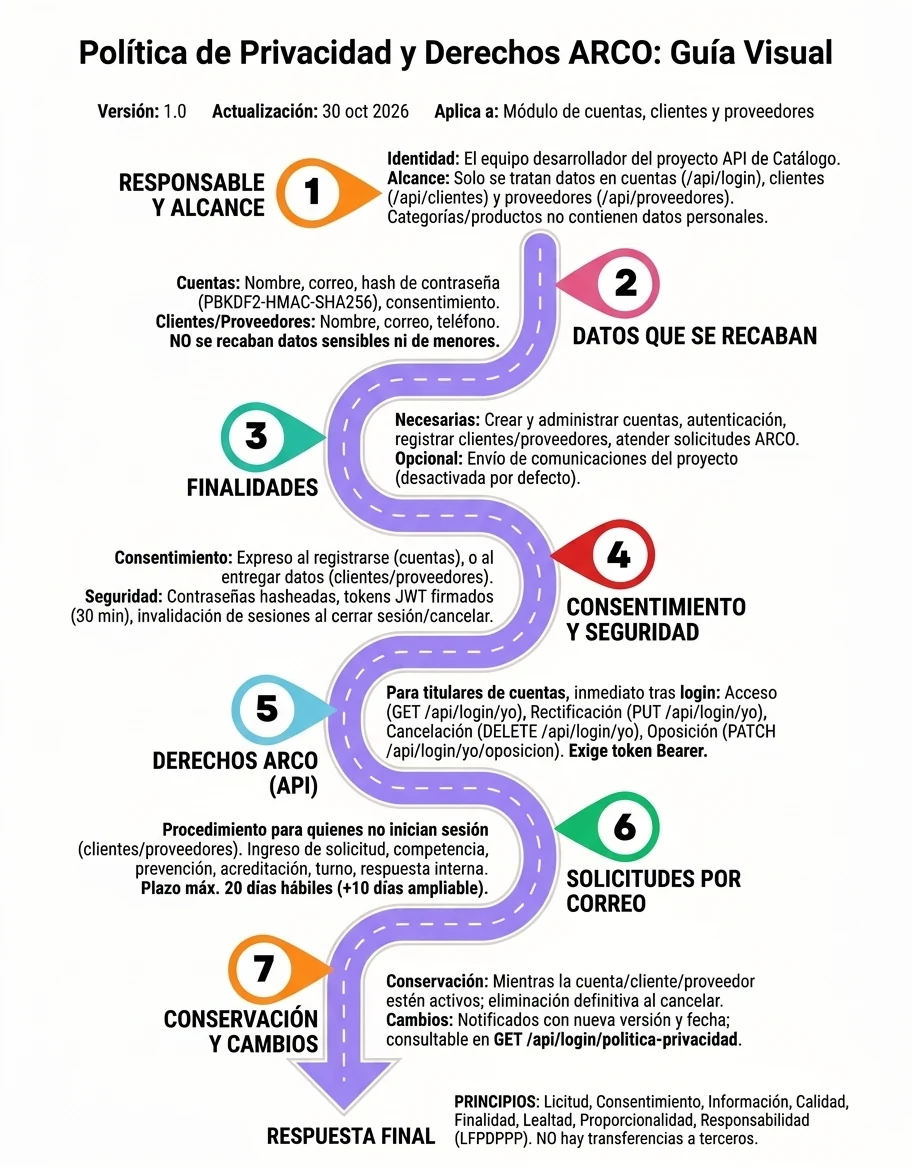 Política de Privacidad y Derechos ARCO: Guía Visual
Versión: 1.0 Actualización: 30 oct 2026 Aplica a: Módulo de cuentas, clientes y proveedores
RESPONSABLE
Y ALCANCE
1
Identidad: El equipo desarrollador del proyecto API de Catálogo.
Alcance: Solo se tratan datos en cuentas (/api/login), clientes
(/api/clientes) y proveedores (/api/proveedores).
Categorías/productos no contienen datos personales.
2
DATOS QUE SE RECABAN
Cuentas: Nombre, correo, hash de contraseña
(PBKDF2-HMAC-SHA256), consentimiento.
Clientes/Proveedores: Nombre, correo, teléfono.
NO se recaban datos sensibles ni de menores.
3
FINALIDADES
Necesarias: Crear y administrar cuentas, autenticación,
registrar clientes/proveedores, atender solicitudes ARCO.
Opcional: Envío de comunicaciones del proyecto
(desactivada por defecto).
4
CONSENTIMIENTO
Y SEGURIDAD
Consentimiento: Expreso al registrarse (cuentas), o al
entregar datos (clientes/proveedores).
Seguridad: Contraseñas hasheadas, tokens JWT firmados
(30 min), invalidación de sesiones al cerrar sesión/cancelar.
5
DERECHOS ARCO
(API)
Para titulares de cuentas, inmediato tras login: Acceso
(GET /api/login/yo), Rectificación (PUT /api/login/yo),
Cancelación (DELETE /api/login/yo), Oposición (PATCH
/api/login/yo/oposicion). Exige token Bearer.
6
SOLICITUDES POR
CORREO
Procedimiento para quienes no inician sesión
(clientes/proveedores). Ingreso de solicitud, competencia,
prevención, acreditación, turno, respuesta interna.
Plazo máx. 20 días hábiles (+10 días ampliable).
7
CONSERVACIÓN
Y CAMBIOS
Conservación: Mientras la cuenta/cliente/proveedor
estén activos; eliminación definitiva al cancelar.
Cambios: Notificados con nueva versión y fecha;
consultable en GET /api/login/politica-privacidad.
RESPUESTA FINAL
PRINCIPIOS: Licitud, Consentimiento, Información, Calidad,
Finalidad, Lealtad, Proporcionalidad, Responsabilidad
(LFPDPPP). NO hay transferencias a terceros.